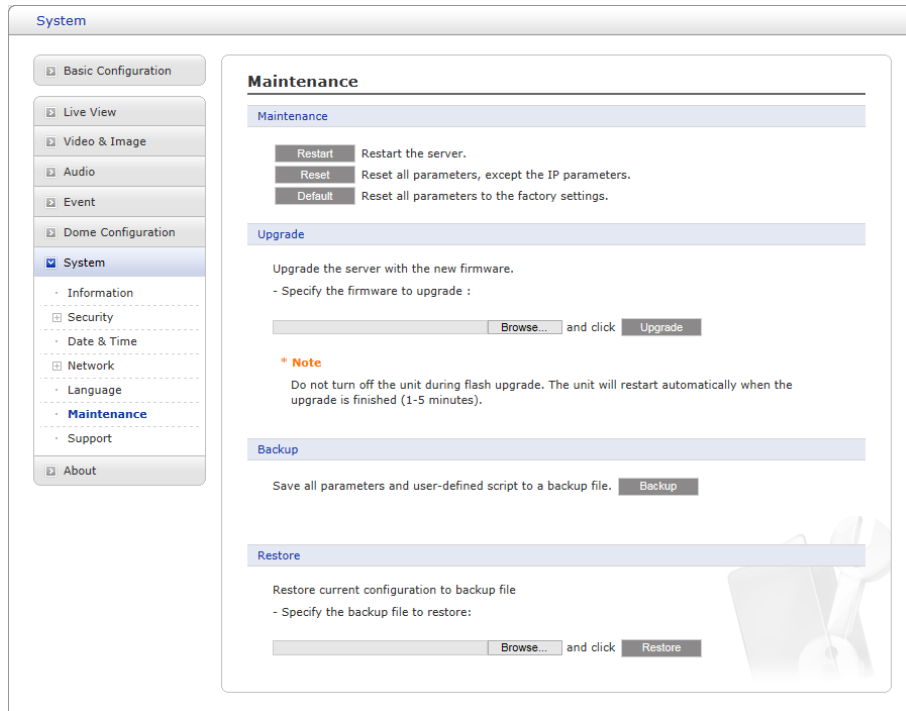 System
Basic Configuration
Live View
Video & Image
Audio
Event
Dome Configuration
System
Information
Security
Date & Time
Network
Language
Maintenance
Support
About
Maintenance
Maintenance
Restart Restart the server.
Reset Reset all parameters, except the IP parameters.
Default Reset all parameters to the factory settings.
Upgrade
Upgrade the server with the new firmware.
- Specify the firmware to upgrade :
Browse... and click Upgrade
* Note
Do not turn off the unit during flash upgrade. The unit will restart automatically when the
upgrade is finished (1-5 minutes).
Backup
Save all parameters and user-defined script to a backup file. Backup
Restore
Restore current configuration to backup file
- Specify the backup file to restore:
Browse... and click Restore